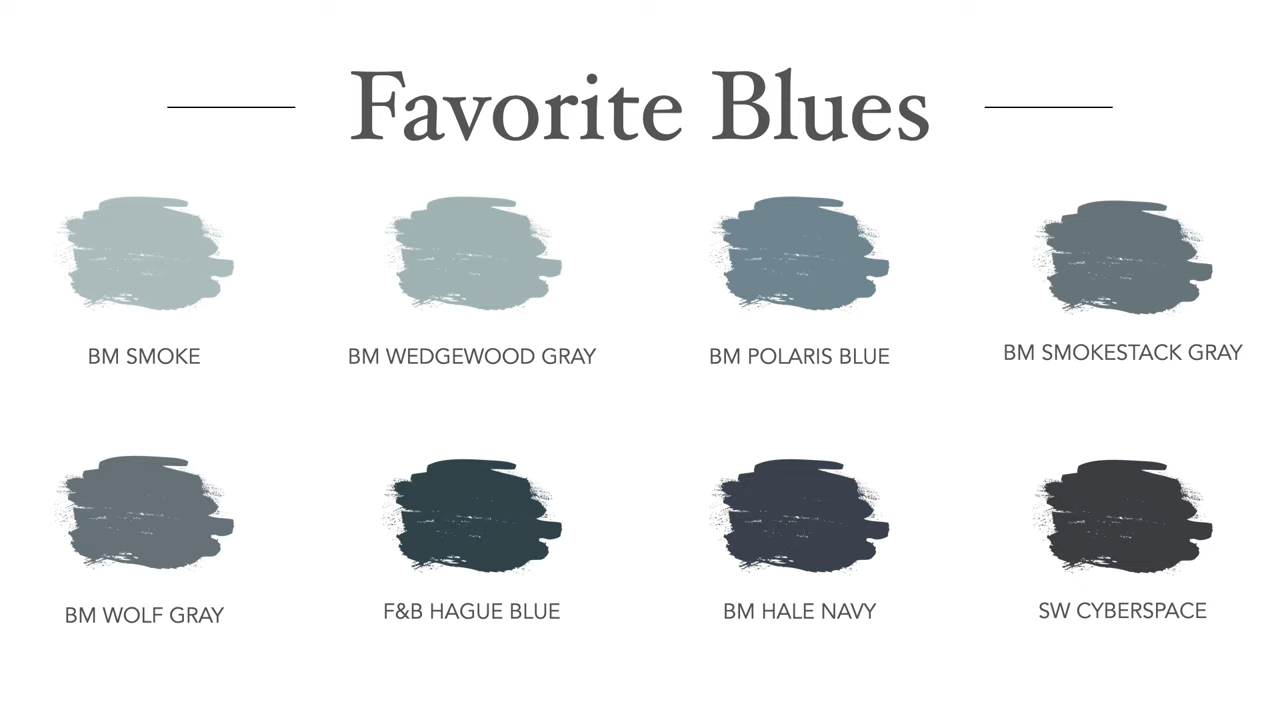 Favorite Blues
BM SMOKE
BM WEDGEWOOD GRAY
BM POLARIS BLUE
BM SMOKESTACK GRAY
BM WOLF GRAY
F&B HAGUE BLUE
BM HALE NAVY
SW CYBERSPACE